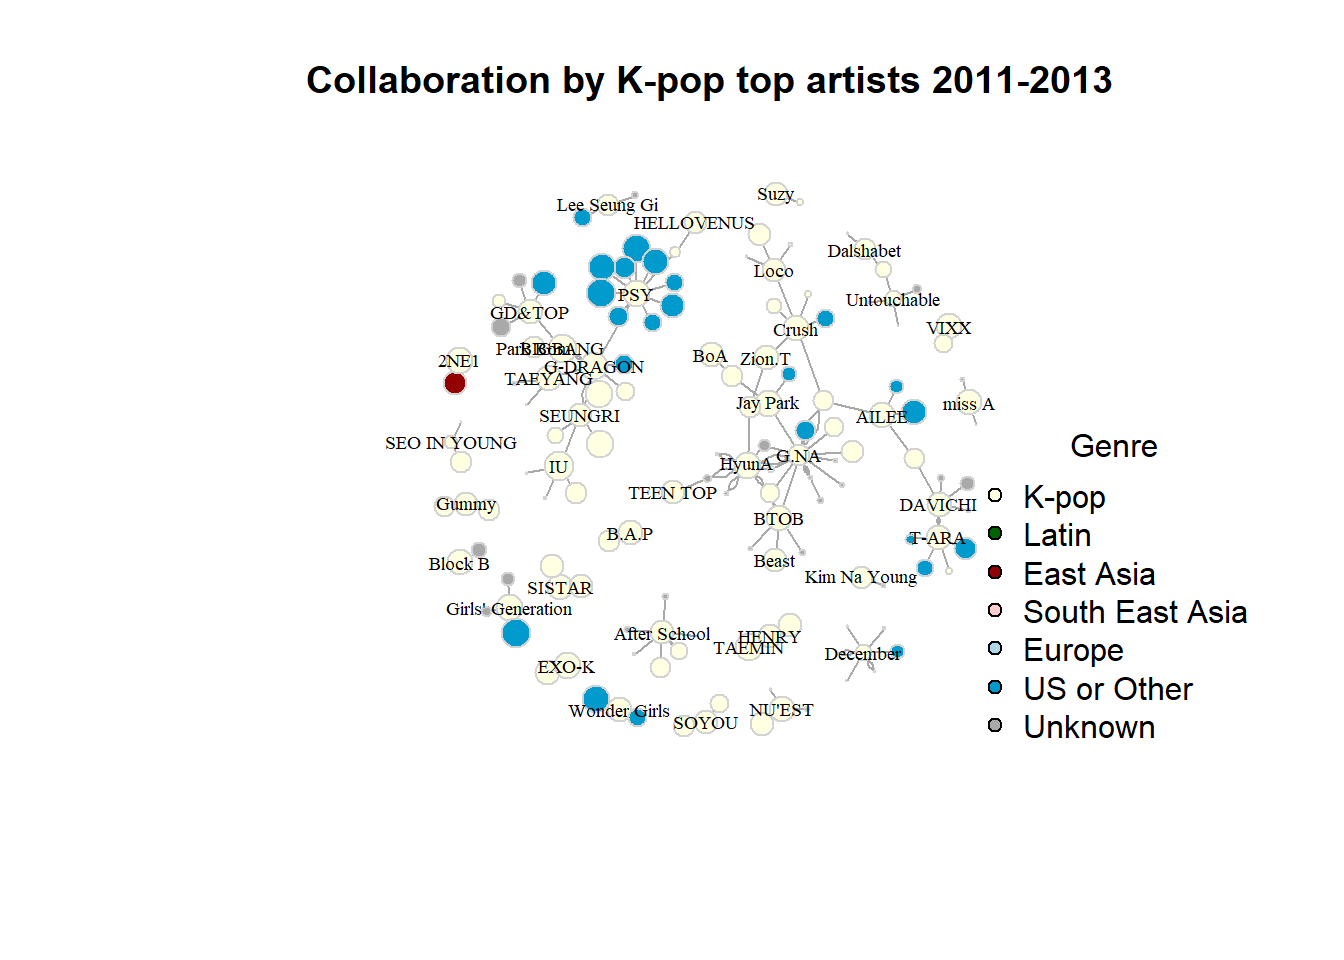 Collaboration by K-pop top artists 2011-2013
Suzy
Lee Seung Gi
HELLOVENUS
Dalshabet
Loco
PSY
Untouchable
GD&TOP
Crush
VIXX
Park Bom
BIGBANG
2NE1
BoA
Zion.T
G-DRAGON
TAEYANG
Jay Park
miss A
SEUNGRI
AILEE
SEO IN YOUNG
Genre
IU
HyunA
G.NA
TEEN TOP
K-pop
Gummy
DAVICHI
BTOB
Latin
B.A.P
T-ARA
Block B
Beast
East Asia
Kim Na Young
SISTAR
Girls' Generation
South East Asia
After School
HENRY
TAEMIN
Europe
December
EXO-K
US or Other
Wonder Girls
NU'EST
SOYOU
Unknown